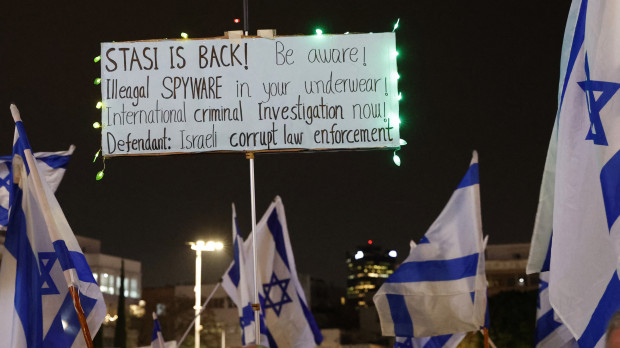 STASI IS BACK! Be aware!
Illeagal SPYWARE in your underwear!
International criminal Investigation now!
Defendant: Israeli corrupt law enforcement